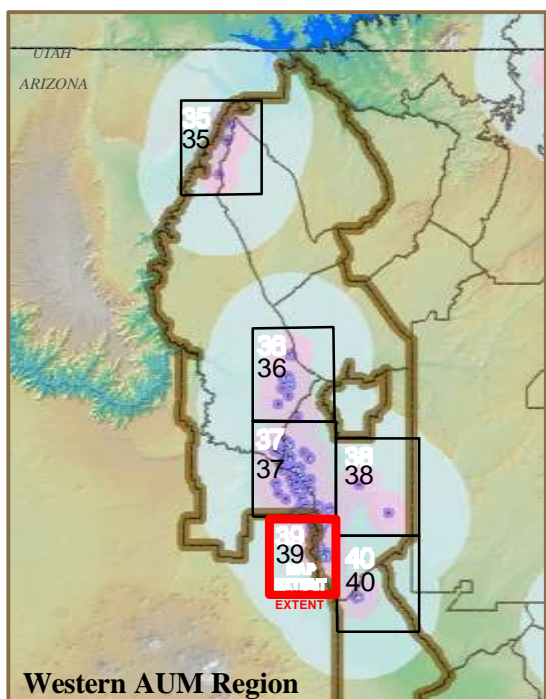 UTAH
ARIZONA
35
35
36
36
37
37
38
38
39
39
40
40
MAP
EXTENT
EXTENT
Western AUM Region